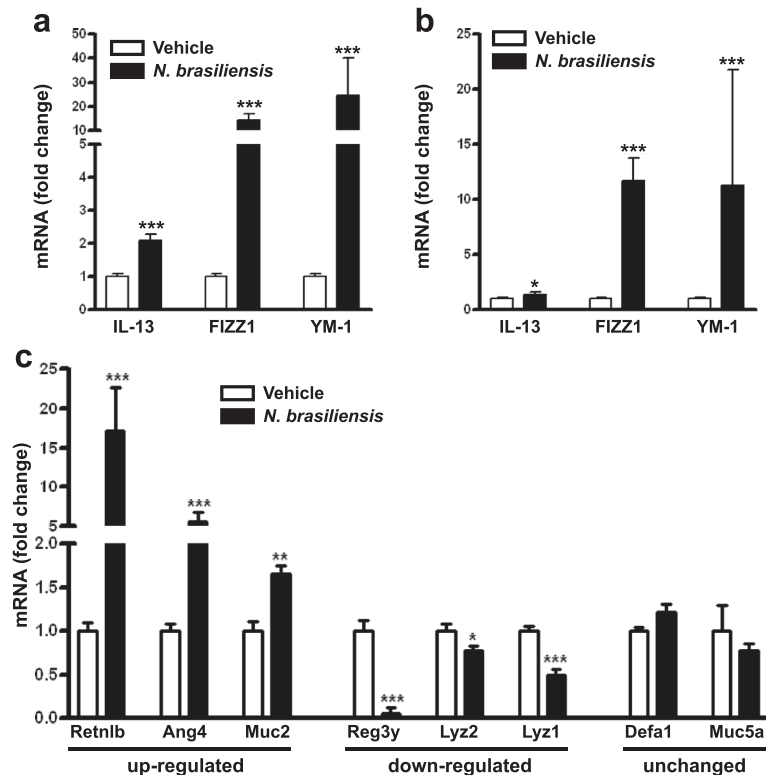 a
50
40
30
20
10
5
4
3
2
1
0
mRNA (fold change)
Vehicle
N. brasiliensis
***
***
***
IL-13 FIZZ1 YM-1
b
25
20
15
10
5
0
mRNA (fold change)
Vehicle
N. brasiliensis
*
***
***
IL-13 FIZZ1 YM-1
c
25
20
15
10
5
2.0
1.5
1.0
0.5
0.0
mRNA (fold change)
Vehicle
N. brasiliensis
***
***
**
***
*
***
Retnlb Ang4 Muc2 Reg3y Lyz2 Lyz1 Defa1 Muc5a
up-regulated down-regulated unchanged